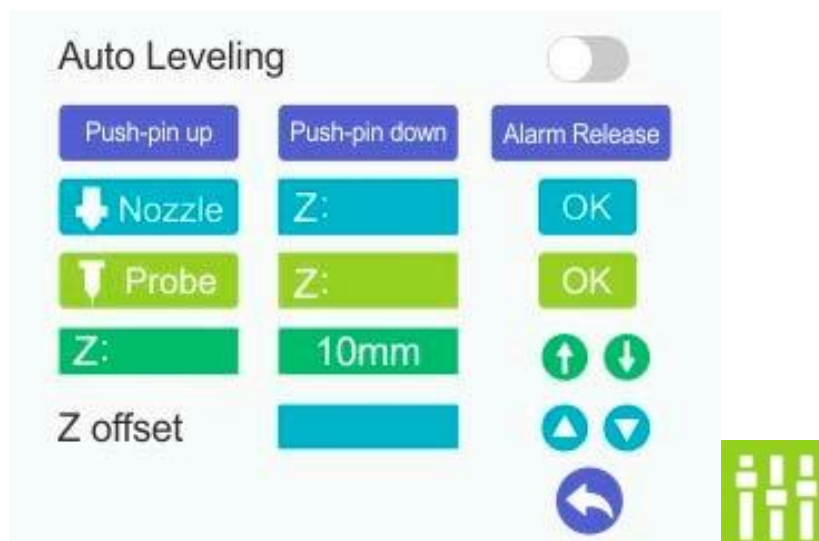 Auto Leveling
Push-pin up Push-pin down Alarm Release
Nozzle Z: OK
Probe Z: OK
Z: 10mm
Z offset